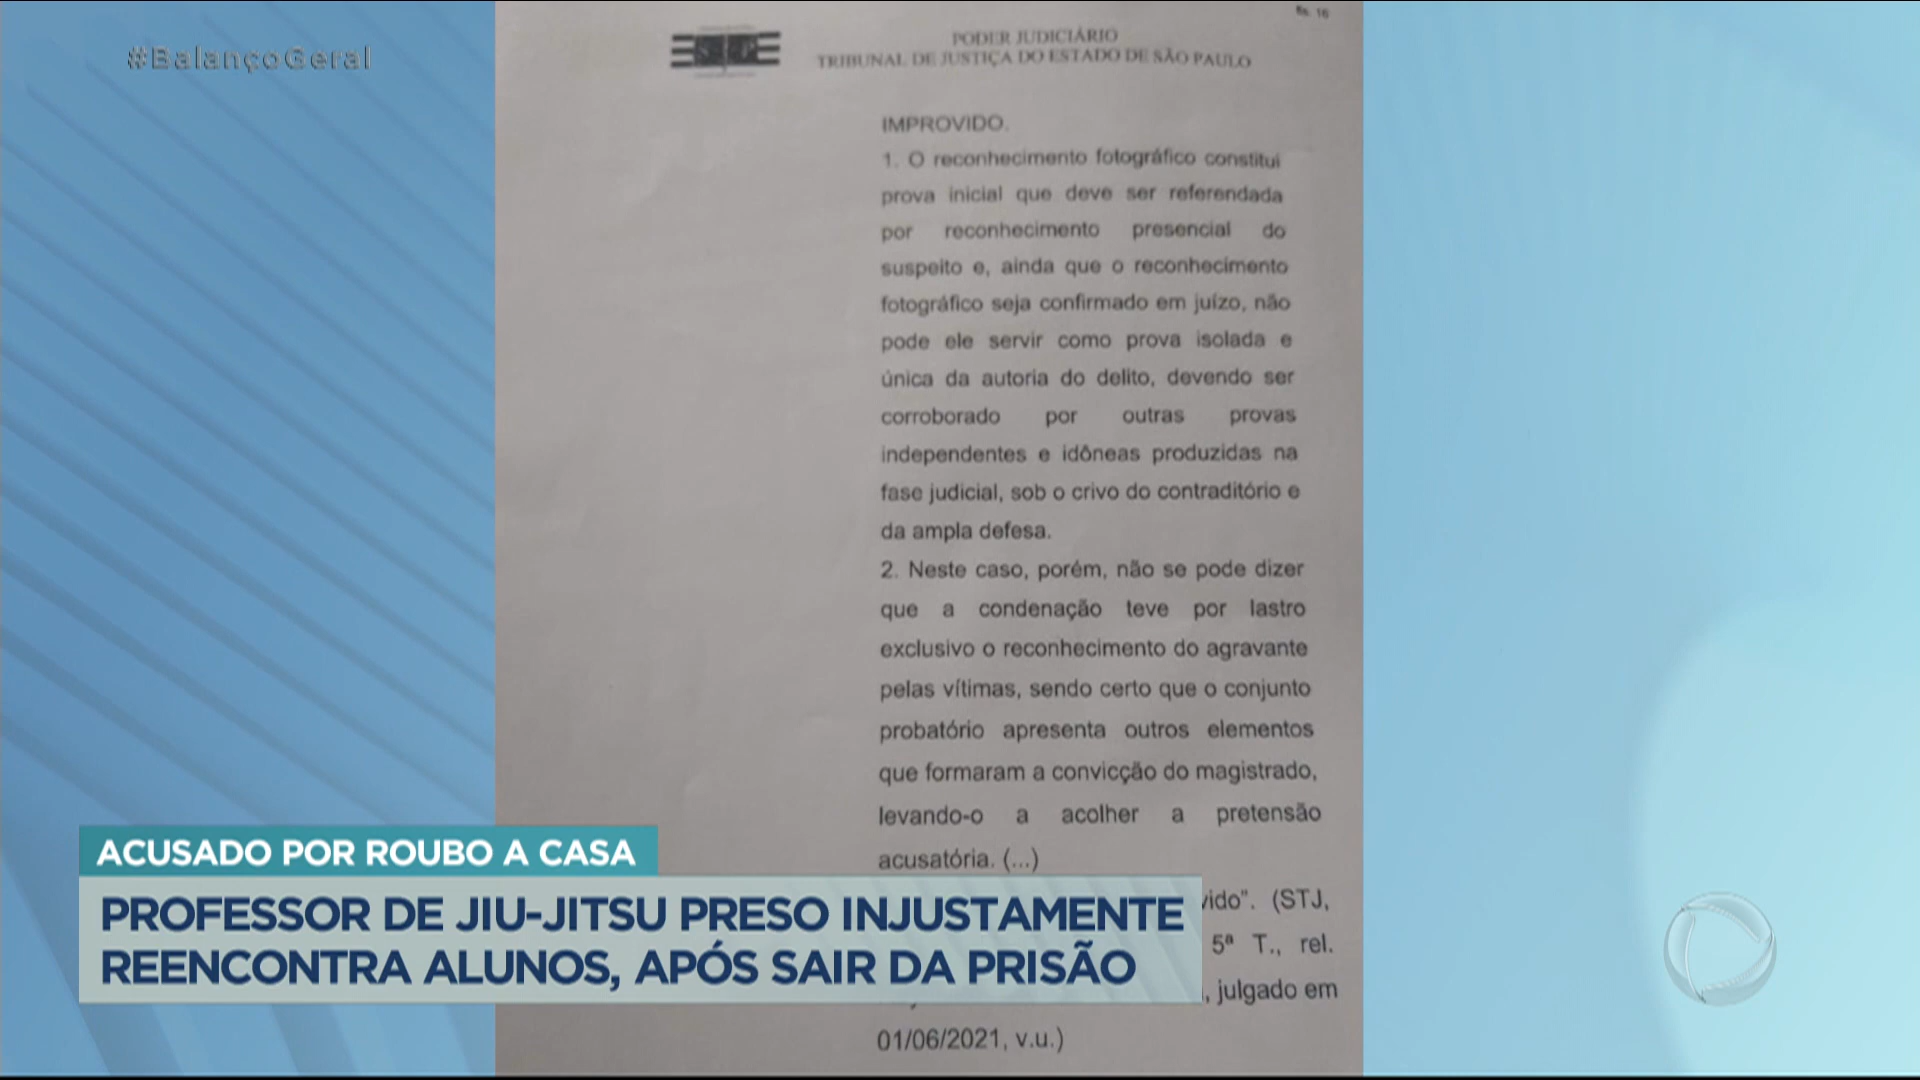 #BalançoGeral
fls. 16
PODER JUDICIÁRIO
TRIBUNAL DE JUSTIÇA DO ESTADO DE SÃO PAULO
IMPROVIDO.
1. O reconhecimento fotográfico constitui
prova inicial que deve ser referendada
por reconhecimento presencial do
suspeito e, ainda que o reconhecimento
fotográfico seja confirmado em juízo, não
pode ele servir como prova isolada e
única da autoria do delito, devendo ser
corroborado por outras provas
independentes e idôneas produzidas na
fase judicial, sob o crivo do contraditório e
da ampla defesa.
2. Neste caso, porém, não se pode dizer
que a condenação teve por lastro
exclusivo o reconhecimento do agravante
pelas vítimas, sendo certo que o conjunto
probatório apresenta outros elementos
que formaram a convicção do magistrado,
levando-o a acolher a pretensão
acusatória. (...)
vido". (STJ,
5ª T., rel.
, julgado em
01/06/2021, v.u.)
ACUSADO POR ROUBO A CASA
PROFESSOR DE JIU-JITSU PRESO INJUSTAMENTE
REENCONTRA ALUNOS, APÓS SAIR DA PRISÃO